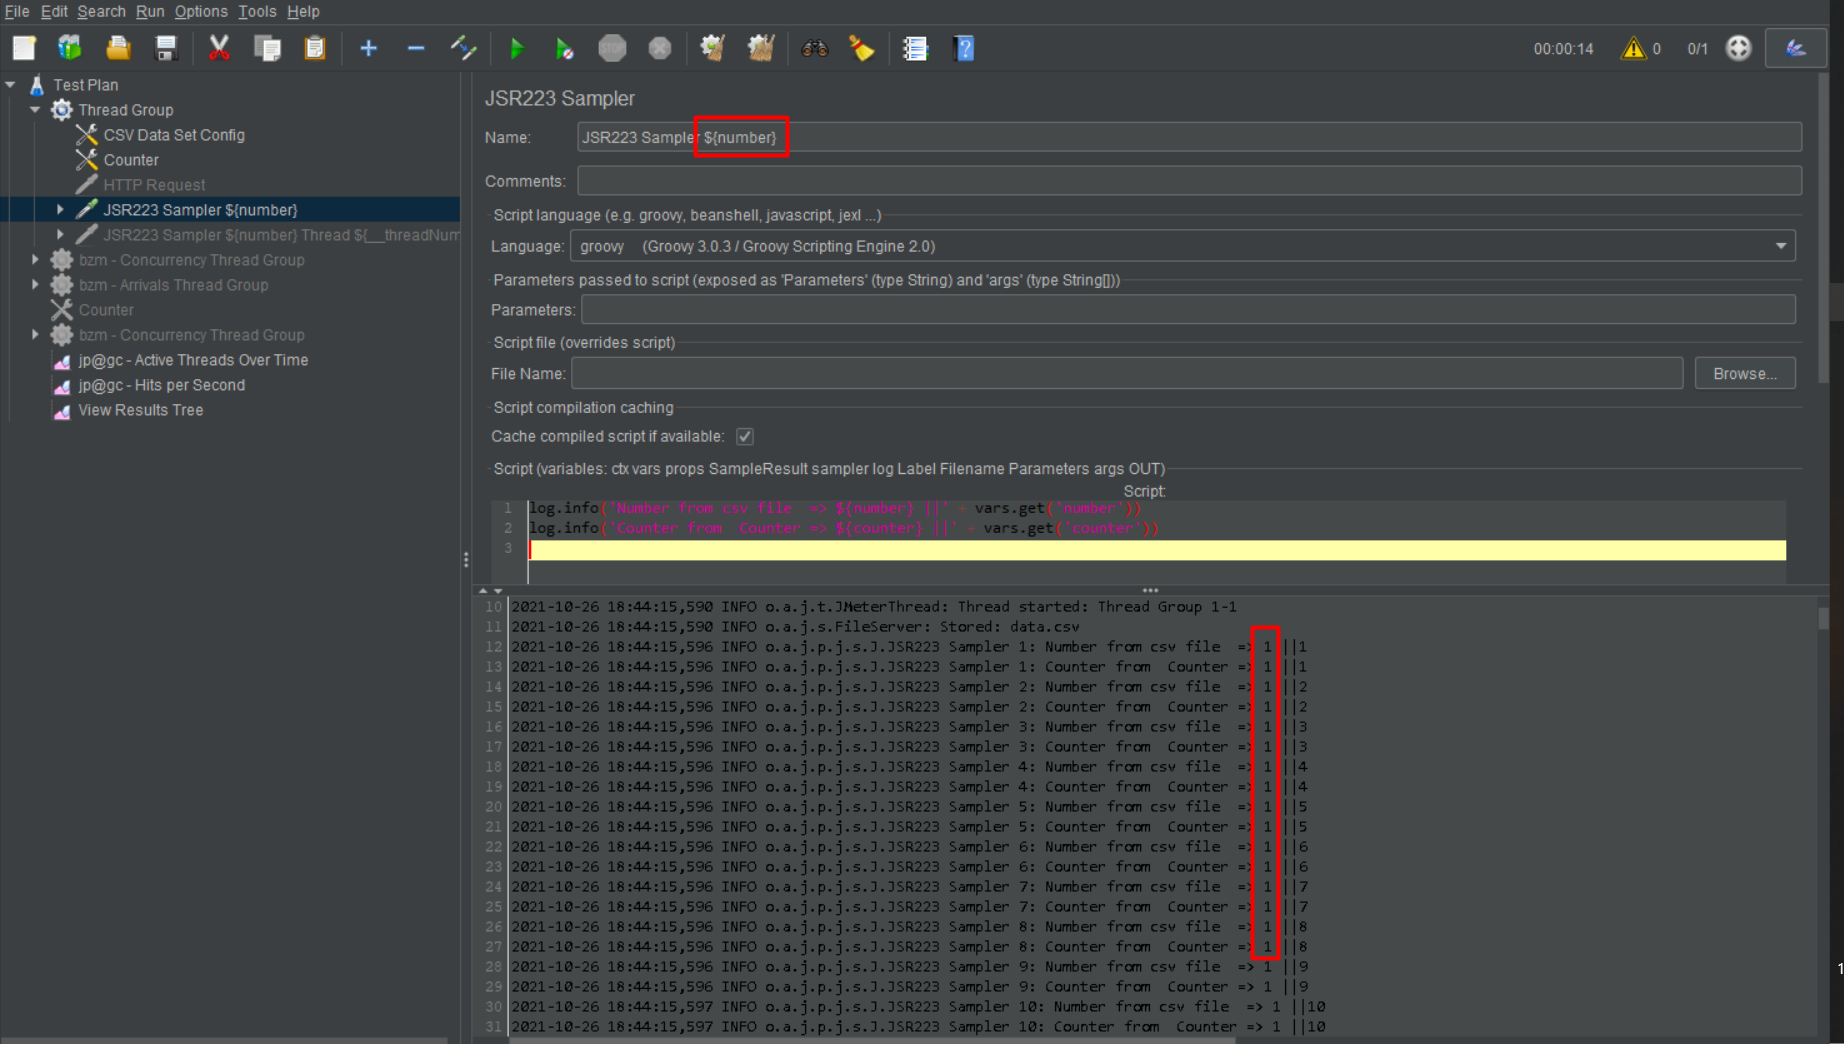 File Edit Search Run Options Tools Help
STOP 00:00:14 0 0/1
Test Plan
Thread Group
CSV Data Set Config
Counter
HTTP Request
JSR223 Sampler ${number}
JSR223 Sampler ${number} Thread ${__threadNum
bzm - Concurrency Thread Group
bzm - Arrivals Thread Group
Counter
bzm - Concurrency Thread Group
jp@gc - Active Threads Over Time
jp@gc - Hits per Second
View Results Tree
JSR223 Sampler
Name: JSR223 Sampler ${number}
Comments:
Script language (e.g. groovy, beanshell, javascript, jexl ...)
Language: groovy (Groovy 3.0.3 / Groovy Scripting Engine 2.0)
Parameters passed to script (exposed as 'Parameters' (type String) and 'args' (type String[]))
Parameters:
Script file (overrides script)
File Name: Browse...
Script compilation caching
Cache compiled script if available:
Script (variables: ctx vars props SampleResult sampler log Label Filename Parameters args OUT)
Script:
1 log.info('Number from csv file => ${number} ||' + vars.get('number'))
2 log.info('Counter from Counter => ${counter} ||' + vars.get('counter'))
3
10 2021-10-26 18:44:15,590 INFO o.a.j.t.JMeterThread: Thread started: Thread Group 1-1
11 2021-10-26 18:44:15,590 INFO o.a.j.s.FileServer: Stored: data.csv
12 2021-10-26 18:44:15,596 INFO o.a.j.p.j.s.J.JSR223 Sampler 1: Number from csv file => 1 ||1
13 2021-10-26 18:44:15,596 INFO o.a.j.p.j.s.J.JSR223 Sampler 1: Counter from Counter => 1 ||1
14 2021-10-26 18:44:15,596 INFO o.a.j.p.j.s.J.JSR223 Sampler 2: Number from csv file => 1 ||2
15 2021-10-26 18:44:15,596 INFO o.a.j.p.j.s.J.JSR223 Sampler 2: Counter from Counter => 1 ||2
16 2021-10-26 18:44:15,596 INFO o.a.j.p.j.s.J.JSR223 Sampler 3: Number from csv file => 1 ||3
17 2021-10-26 18:44:15,596 INFO o.a.j.p.j.s.J.JSR223 Sampler 3: Counter from Counter => 1 ||3
18 2021-10-26 18:44:15,596 INFO o.a.j.p.j.s.J.JSR223 Sampler 4: Number from csv file => 1 ||4
19 2021-10-26 18:44:15,596 INFO o.a.j.p.j.s.J.JSR223 Sampler 4: Counter from Counter => 1 ||4
20 2021-10-26 18:44:15,596 INFO o.a.j.p.j.s.J.JSR223 Sampler 5: Number from csv file => 1 ||5
21 2021-10-26 18:44:15,596 INFO o.a.j.p.j.s.J.JSR223 Sampler 5: Counter from Counter => 1 ||5
22 2021-10-26 18:44:15,596 INFO o.a.j.p.j.s.J.JSR223 Sampler 6: Number from csv file => 1 ||6
23 2021-10-26 18:44:15,596 INFO o.a.j.p.j.s.J.JSR223 Sampler 6: Counter from Counter => 1 ||6
24 2021-10-26 18:44:15,596 INFO o.a.j.p.j.s.J.JSR223 Sampler 7: Number from csv file => 1 ||7
25 2021-10-26 18:44:15,596 INFO o.a.j.p.j.s.J.JSR223 Sampler 7: Counter from Counter => 1 ||7
26 2021-10-26 18:44:15,596 INFO o.a.j.p.j.s.J.JSR223 Sampler 8: Number from csv file => 1 ||8
27 2021-10-26 18:44:15,596 INFO o.a.j.p.j.s.J.JSR223 Sampler 8: Counter from Counter => 1 ||8
28 2021-10-26 18:44:15,596 INFO o.a.j.p.j.s.J.JSR223 Sampler 9: Number from csv file => 1 ||9
29 2021-10-26 18:44:15,596 INFO o.a.j.p.j.s.J.JSR223 Sampler 9: Counter from Counter => 1 ||9
30 2021-10-26 18:44:15,597 INFO o.a.j.p.j.s.J.JSR223 Sampler 10: Number from csv file => 1 ||10
31 2021-10-26 18:44:15,597 INFO o.a.j.p.j.s.J.JSR223 Sampler 10: Counter from Counter => 1 ||10